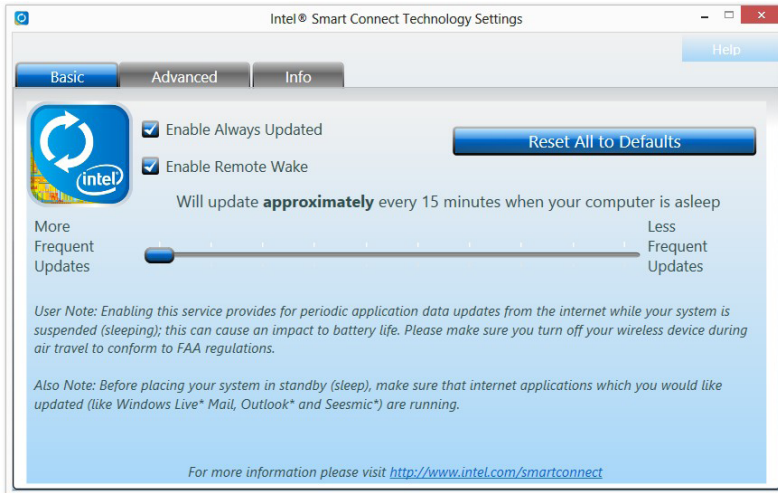 Intel® Smart Connect Technology Settings
Help
Basic Advanced Info
Enable Always Updated
Reset All to Defaults
Enable Remote Wake
intel
Will update approximately every 15 minutes when your computer is asleep
More
Frequent
Updates
Less
Frequent
Updates
User Note: Enabling this service provides for periodic application data updates from the internet while your system is
suspended (sleeping); this can cause an impact to battery life. Please make sure you turn off your wireless device during
air travel to conform to FAA regulations.
Also Note: Before placing your system in standby (sleep), make sure that internet applications which you would like
updated (like Windows Live* Mail, Outlook* and Seesmic*) are running.
For more information please visit http://www.intel.com/smartconnect